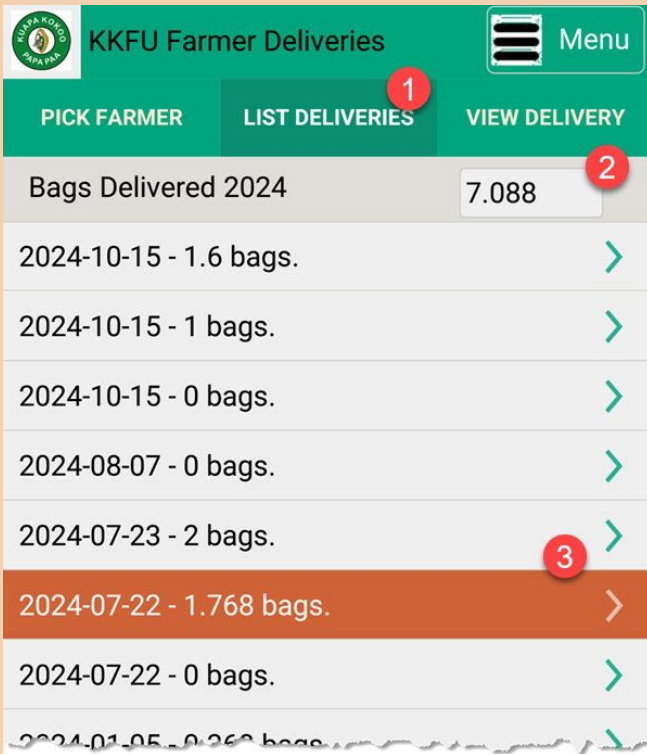 KUAPA KOKOO
PAPA PAA
KKFU Farmer Deliveries
Menu
1
PICK FARMER LIST DELIVERIES VIEW DELIVERY
2
Bags Delivered 2024 7.088
2024-10-15 - 1.6 bags.
2024-10-15 - 1 bags.
2024-10-15 - 0 bags.
2024-08-07 - 0 bags.
2024-07-23 - 2 bags.
3
2024-07-22 - 1.768 bags.
2024-07-22 - 0 bags.
2024-01-05 -